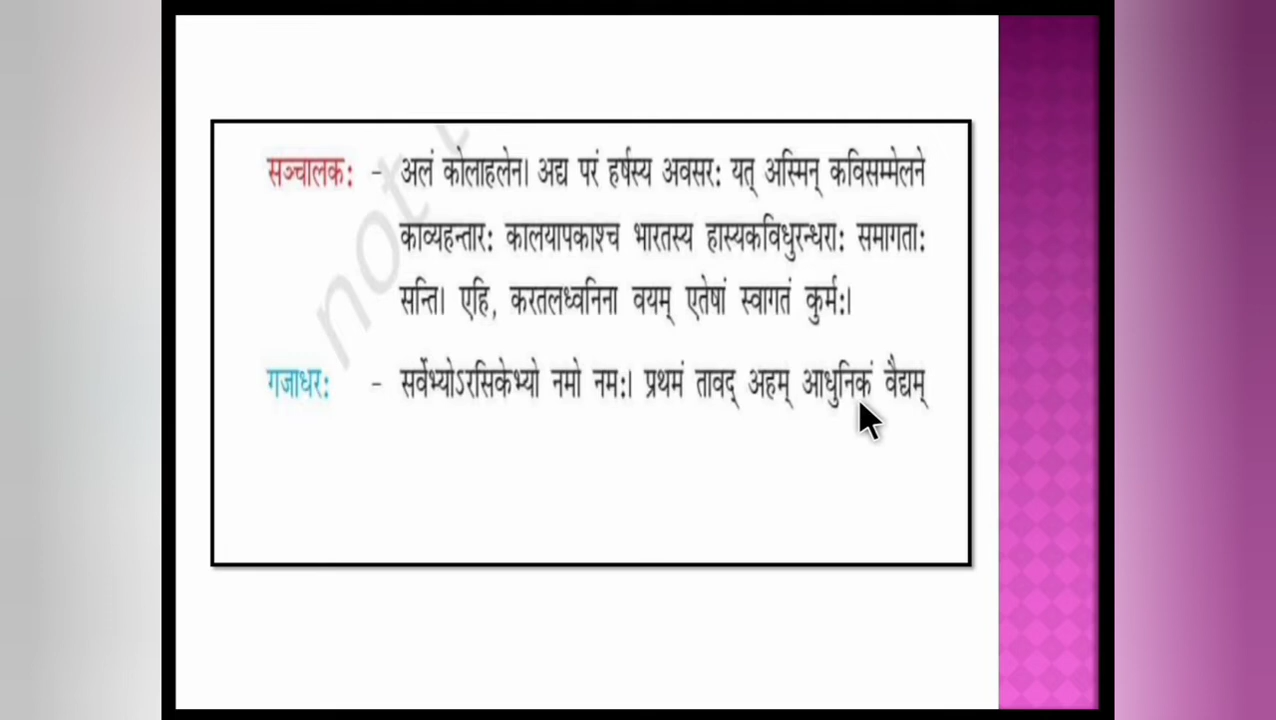 सञ्चालकः - अलं कोलाहलेन। अद्य परं हर्षस्य अवसरः यत् अस्मिन् कविसम्मेलने
काव्यहन्तारः कालयापकाश्च भारतस्य हास्यकविधुरन्धराः समागताः
सन्ति। एहि, करतलध्वनिना वयम् एतेषां स्वागतं कुर्मः।
गजाधरः - सर्वेभ्योऽरसिकेभ्यो नमो नमः। प्रथमं तावद् अहम् आधुनिकं वैद्यम्
not